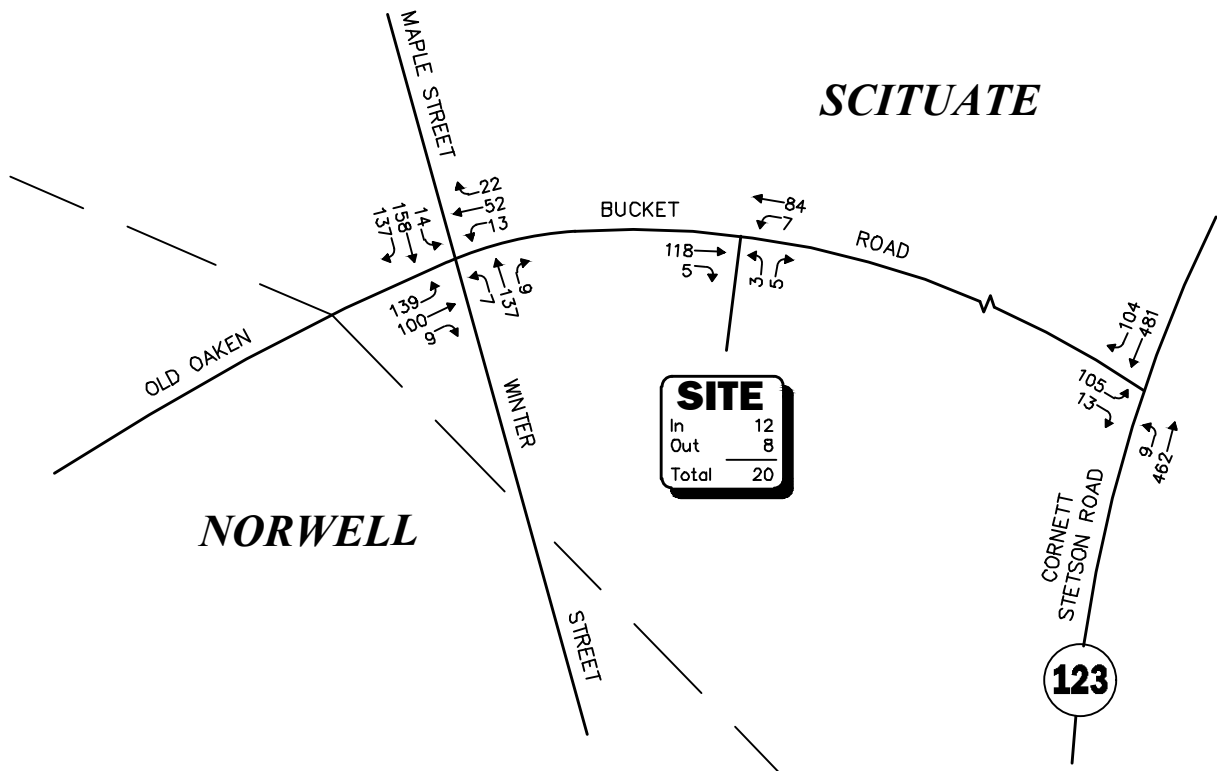 MAPLE STREET
SCITUATE
22
52
13
137
158
14
BUCKET
84
7
ROAD
118
5
3
5
139
100
9
7
137
9
104
481
OLD OAKEN
105
13
9
462
WINTER
SITE
In 12
Out 8
Total 20
NORWELL
CORNETT
STETSON ROAD
STREET
123